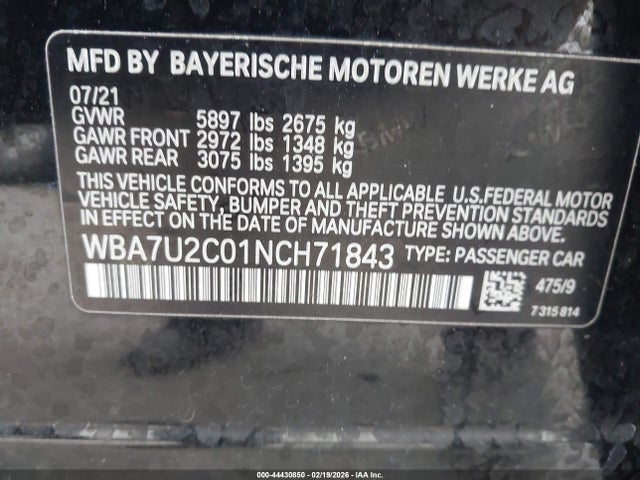 MFD BY BAYERISCHE MOTOREN WERKE AG
07/21
GVWR 5897 lbs 2675 kg
GAWR FRONT 2972 lbs 1348 kg
GAWR REAR 3075 lbs 1395 kg
THIS VEHICLE CONFORMS TO ALL APPLICABLE U.S.FEDERAL MOTOR
VEHICLE SAFETY, BUMPER AND THEFT PREVENTION STANDARDS
IN EFFECT ON THE DATE OF MANUFACTURE SHOWN ABOVE.
WBA7U2C01NCH71843 TYPE: PASSENGER CAR
475/9
7 315 814
000-44430850 - 02/19/2026 - IAA Inc.